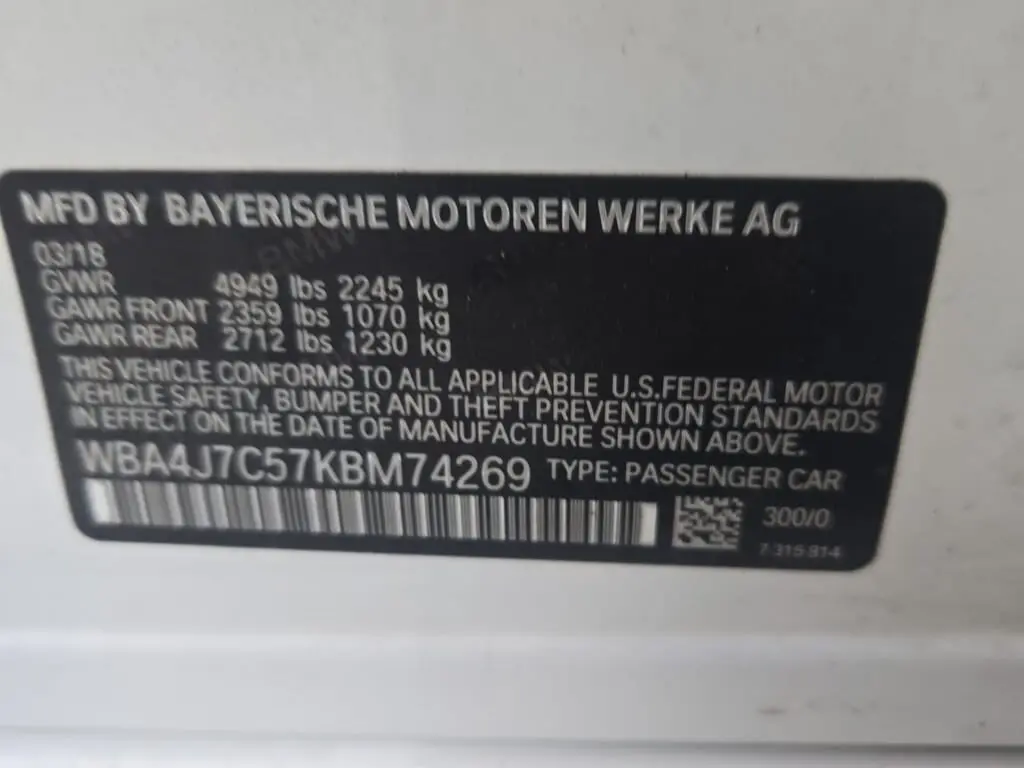 MFD BY BAYERISCHE MOTOREN WERKE AG
03/18
GVWR 4949 lbs 2245 kg
GAWR FRONT 2359 lbs 1070 kg
GAWR REAR 2712 lbs 1230 kg
THIS VEHICLE CONFORMS TO ALL APPLICABLE U.S.FEDERAL MOTOR
VEHICLE SAFETY, BUMPER AND THEFT PREVENTION STANDARDS
IN EFFECT ON THE DATE OF MANUFACTURE SHOWN ABOVE.
WBA4J7C57KBM74269 TYPE: PASSENGER CAR
300/0
7 315 814